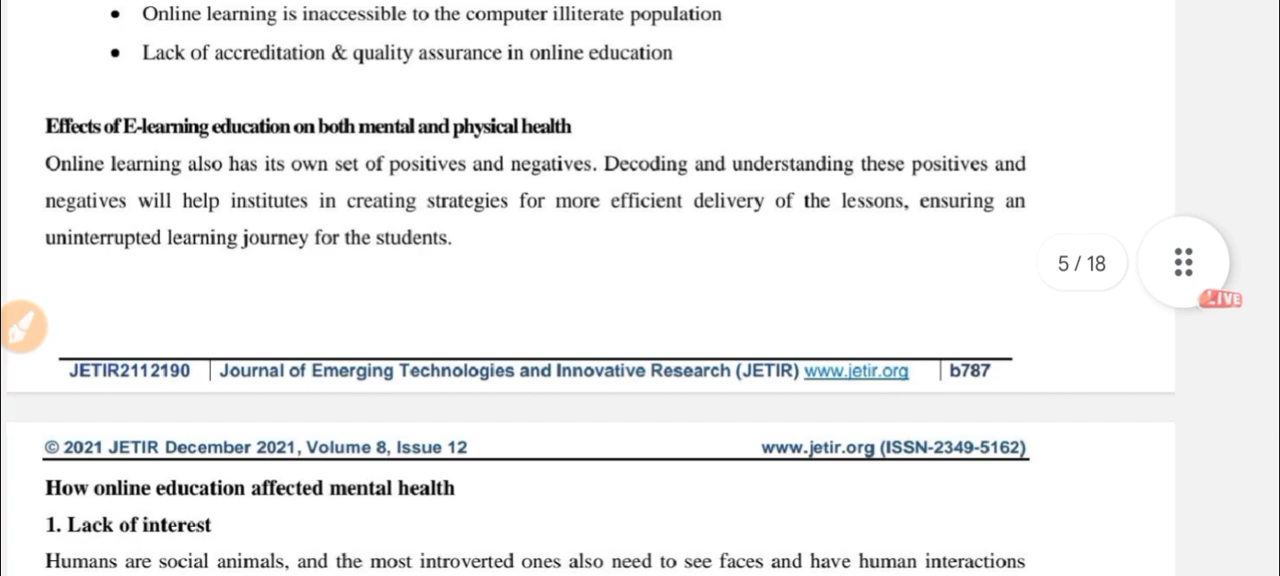 • Online learning is inaccessible to the computer illiterate population
• Lack of accreditation & quality assurance in online education
Effects of E-learning education on both mental and physical health
Online learning also has its own set of positives and negatives. Decoding and understanding these positives and
negatives will help institutes in creating strategies for more efficient delivery of the lessons, ensuring an
uninterrupted learning journey for the students.
5 / 18
LIVE
JETIR2112190 | Journal of Emerging Technologies and Innovative Research (JETIR) www.jetir.org | b787
© 2021 JETIR December 2021, Volume 8, Issue 12 www.jetir.org (ISSN-2349-5162)
How online education affected mental health
1. Lack of interest
Humans are social animals, and the most introverted ones also need to see faces and have human interactions